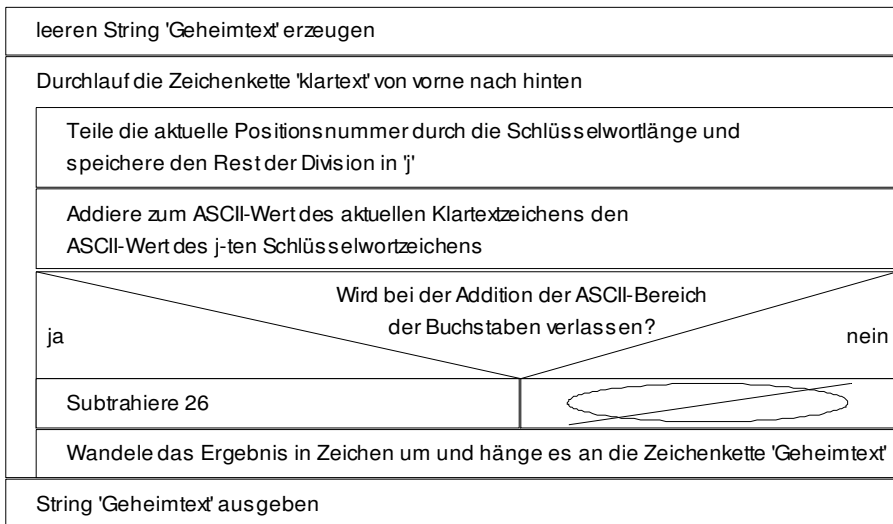 leeren String 'Geheimtext' erzeugen
Durchlauf die Zeichenkette 'klartext' von vorne nach hinten
Teile die aktuelle Positionsnummer durch die Schlüsselwortlänge und
speichere den Rest der Division in 'j'
Addiere zum ASCII-Wert des aktuellen Klartextzeichens den
ASCII-Wert des j-ten Schlüsselwortzeichens
Wird bei der Addition der ASCII-Bereich
der Buchstaben verlassen?
ja
nein
Subtrahiere 26
Wandele das Ergebnis in Zeichen um und hänge es an die Zeichenkette 'Geheimtext'
String 'Geheimtext' ausgeben